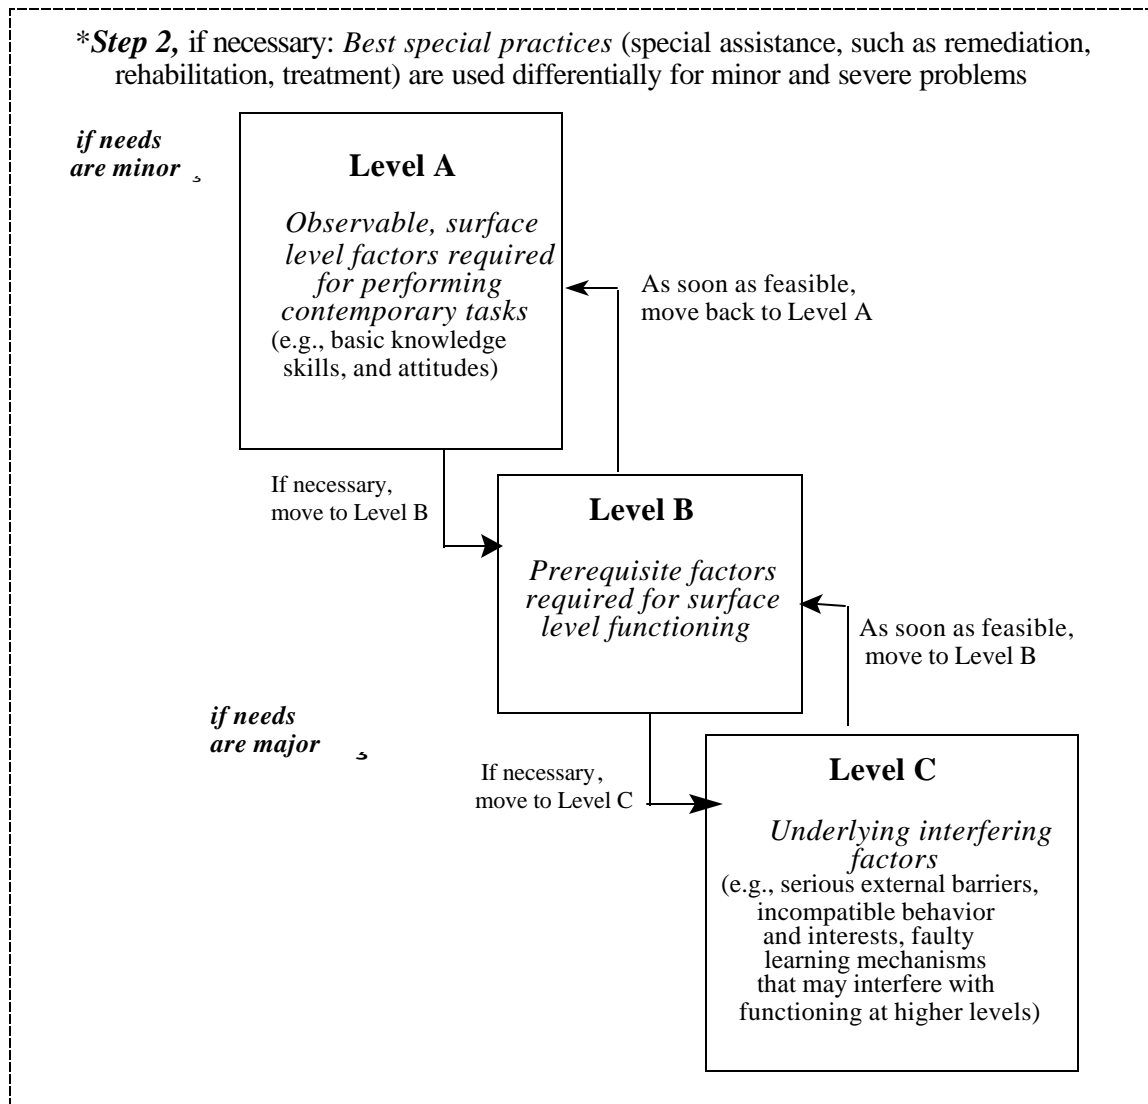 *Step 2, if necessary: Best special practices (special assistance, such as remediation,
rehabilitation, treatment) are used differentially for minor and severe problems
if needs
are minor
Level A
Observable, surface
level factors required
for performing
contemporary tasks
(e.g., basic knowledge
skills, and attitudes)
As soon as feasible,
move back to Level A
If necessary,
move to Level B
Level B
Prerequisite factors
required for surface
level functioning
As soon as feasible,
move to Level B
if needs
are major
If necessary,
move to Level C
Level C
Underlying interfering
factors
(e.g., serious external barriers,
incompatible behavior
and interests, faulty
learning mechanisms
that may interfere with
functioning at higher levels)